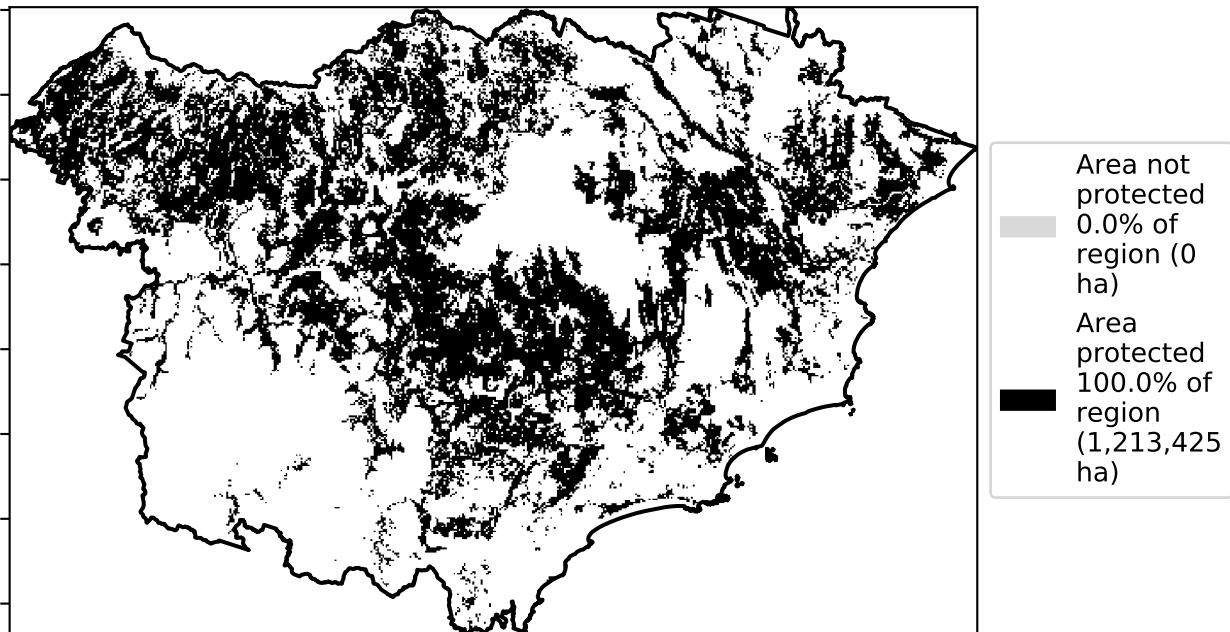 Area not
protected
0.0% of
region (0
ha)
Area
protected
100.0% of
region
(1,213,425
ha)